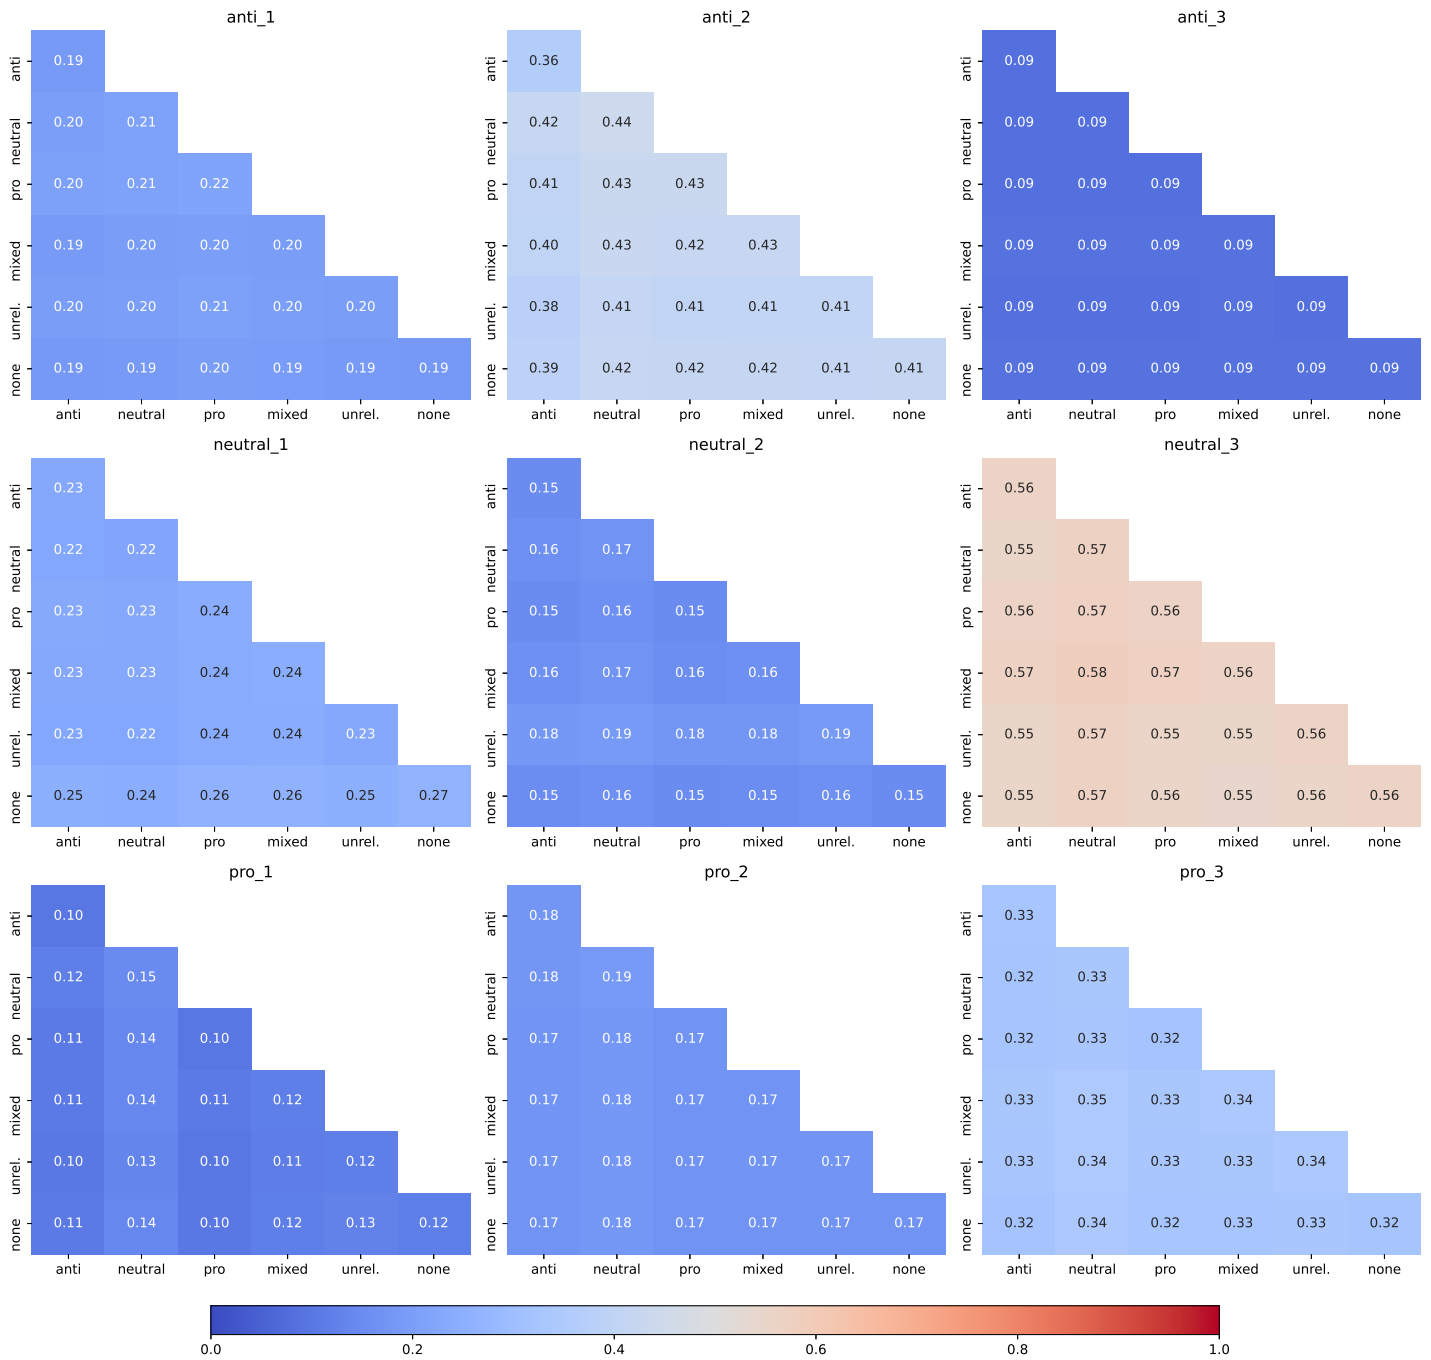 anti_1 anti_2 anti_3
anti 0.19 anti 0.36 anti 0.09
neutral 0.20 0.21 neutral 0.42 0.44 neutral 0.09 0.09
pro 0.20 0.21 0.22 pro 0.41 0.43 0.43 pro 0.09 0.09 0.09
mixed 0.19 0.20 0.20 0.20 mixed 0.40 0.43 0.42 0.43 mixed 0.09 0.09 0.09 0.09
unrel. 0.20 0.20 0.21 0.20 0.20 unrel. 0.38 0.41 0.41 0.41 0.41 unrel. 0.09 0.09 0.09 0.09 0.09
none 0.19 0.19 0.20 0.19 0.19 0.19 none 0.39 0.42 0.42 0.42 0.41 0.41 none 0.09 0.09 0.09 0.09 0.09 0.09
anti neutral pro mixed unrel. none anti neutral pro mixed unrel. none anti neutral pro mixed unrel. none
neutral_1 neutral_2 neutral_3
anti 0.23 anti 0.15 anti 0.56
neutral 0.22 0.22 neutral 0.16 0.17 neutral 0.55 0.57
pro 0.23 0.23 0.24 pro 0.15 0.16 0.15 pro 0.56 0.57 0.56
mixed 0.23 0.23 0.24 0.24 mixed 0.16 0.17 0.16 0.16 mixed 0.57 0.58 0.57 0.56
unrel. 0.23 0.22 0.24 0.24 0.23 unrel. 0.18 0.19 0.18 0.18 0.19 unrel. 0.55 0.57 0.55 0.55 0.56
none 0.25 0.24 0.26 0.26 0.25 0.27 none 0.15 0.16 0.15 0.15 0.16 0.15 none 0.55 0.57 0.56 0.55 0.56 0.56
anti neutral pro mixed unrel. none anti neutral pro mixed unrel. none anti neutral pro mixed unrel. none
pro_1 pro_2 pro_3
anti 0.10 anti 0.18 anti 0.33
neutral 0.12 0.15 neutral 0.18 0.19 neutral 0.32 0.33
pro 0.11 0.14 0.10 pro 0.17 0.18 0.17 pro 0.32 0.33 0.32
mixed 0.11 0.14 0.11 0.12 mixed 0.17 0.18 0.17 0.17 mixed 0.33 0.35 0.33 0.34
unrel. 0.10 0.13 0.10 0.11 0.12 unrel. 0.17 0.18 0.17 0.17 0.17 unrel. 0.33 0.34 0.33 0.33 0.34
none 0.11 0.14 0.10 0.12 0.13 0.12 none 0.17 0.18 0.17 0.17 0.17 0.17 none 0.32 0.34 0.32 0.33 0.33 0.32
anti neutral pro mixed unrel. none anti neutral pro mixed unrel. none anti neutral pro mixed unrel. none
0.0 0.2 0.4 0.6 0.8 1.0